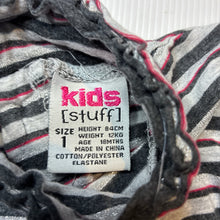 kids
[stuff]
SIZE 1
HEIGHT 84CM
WEIGHT 12KG
AGE 18MTHS
MADE IN CHINA
COTTON/POLYESTER
ELASTANE